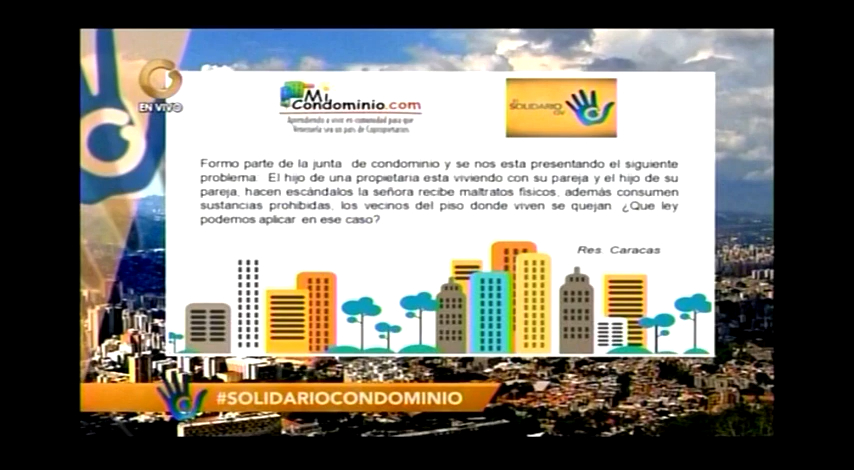 EN VIVO
Mi
Condominio.com
Aprendiendo a vivir en comunidad para que
Venezuela sea un país de Copropietarios
SOLIDARIO
Formo parte de la junta de condominio y se nos esta presentando el siguiente
problema. El hijo de una propietaria esta viviendo con su pareja y el hijo de su
pareja, hacen escándalos la señora recibe maltratos físicos, además consumen
sustancias prohibidas, los vecinos del piso donde viven se quejan ¿Que ley
podemos aplicar en ese caso?
Res. Caracas
#SOLIDARIOCONDOMINIO